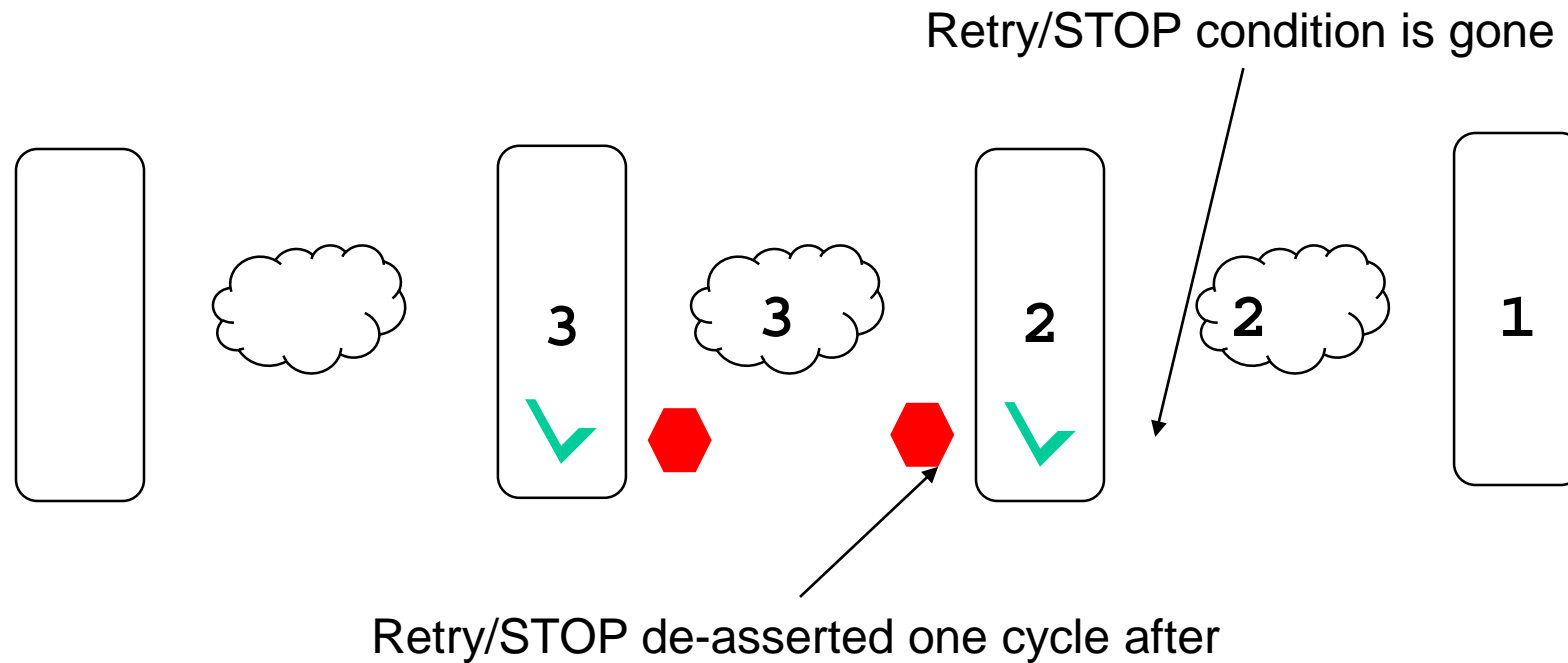 Retry/STOP condition is gone
3 3 2 2 1
Retry/STOP de-asserted one cycle after